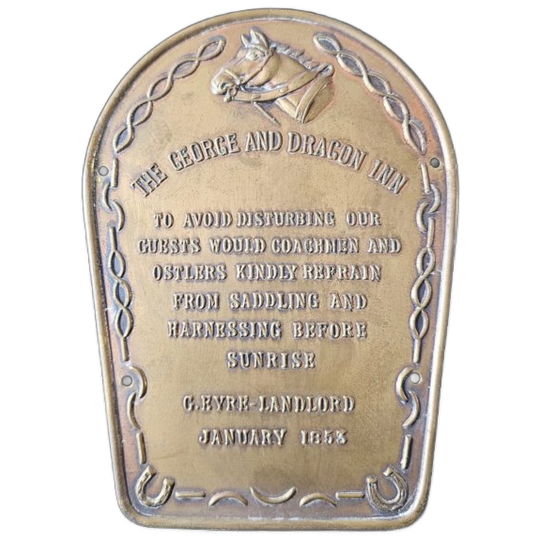 THE GEORGE AND DRAGON INN
TO AVOID DISTURBING OUR
GUESTS WOULD COACHMEN AND
OSTLERS KINDLY REFRAIN
FROM SADDLING AND
HARNESSING BEFORE
SUNRISE
G.EYRE-LANDLORD
JANUARY 1853